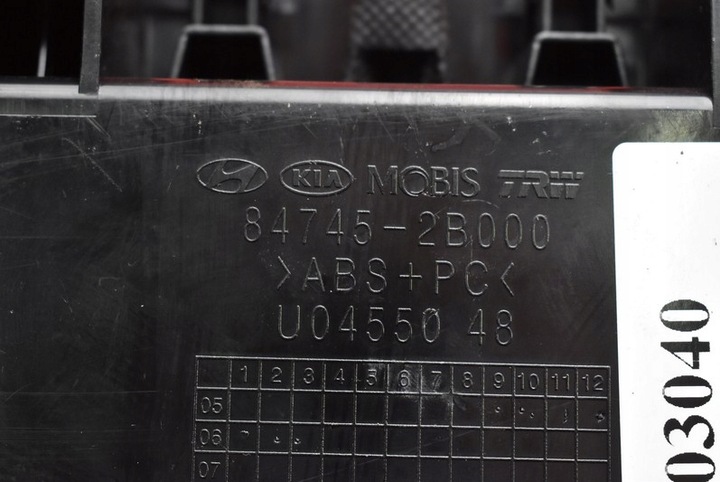 KIA MOBIS TRW
84745-2B000
>ABS+PC<
U04550 48
1 2 3 4 5 6 7 8 9 10 11 12
05
06
07
03040